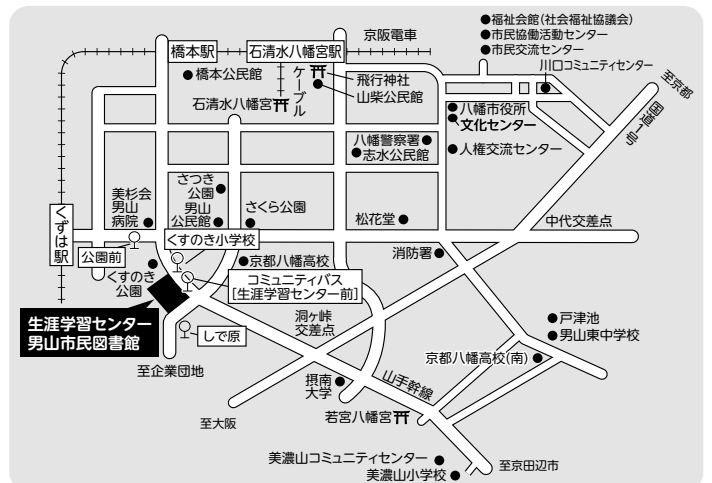 京阪電車
●福祉会館(社会福祉協議会)
●市民協働活動センター
●市民交流センター
川口コミュニティセンター
橋本駅
石清水八幡宮駅
●橋本公民館
ケーブル
飛行神社
山柴公民館
石清水八幡宮
至京都
国道1号
●八幡市役所
文化センター
八幡警察署●
●志水公民館
●人権交流センター
美杉会
男山
病院●
さつき
公園●
男山
公民館●
さくら公園
松花堂●
中代交差点
くずは駅
公園前
くすのき小学校
消防署●
くすのき
公園
●京都八幡高校
コミュニティバス
[生涯学習センター前]
生涯学習センター
男山市民図書館
しで原
洞ヶ峠
交差点
●戸津池
●男山東中学校
京都八幡高校(南)●
至企業団地
摂南
大学●
山手幹線
至大阪
若宮八幡宮
美濃山コミュニティセンター●
美濃山小学校●
至京田辺市